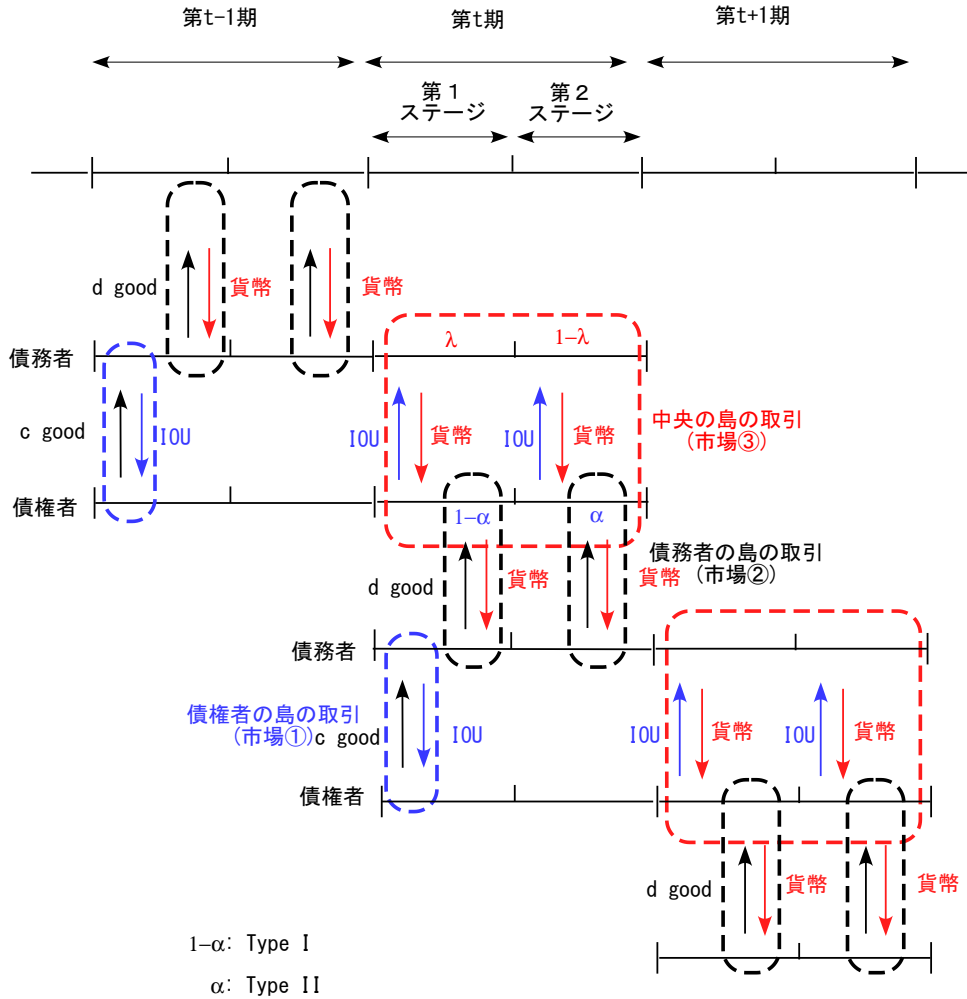 第t-1期
第t期
第t+1期
第１
ステージ
第２
ステージ
d good
貨幣
貨幣
債務者
λ
1−λ
c good
IOU
IOU
貨幣
IOU
貨幣
中央の島の取引
(市場③)
債権者
1−α
α
d good
貨幣
貨幣
債務者の島の取引
(市場②)
債務者
債権者の島の取引
(市場①)
c good
IOU
IOU
貨幣
IOU
貨幣
債権者
d good
貨幣
貨幣
1−α: Type I
α: Type II